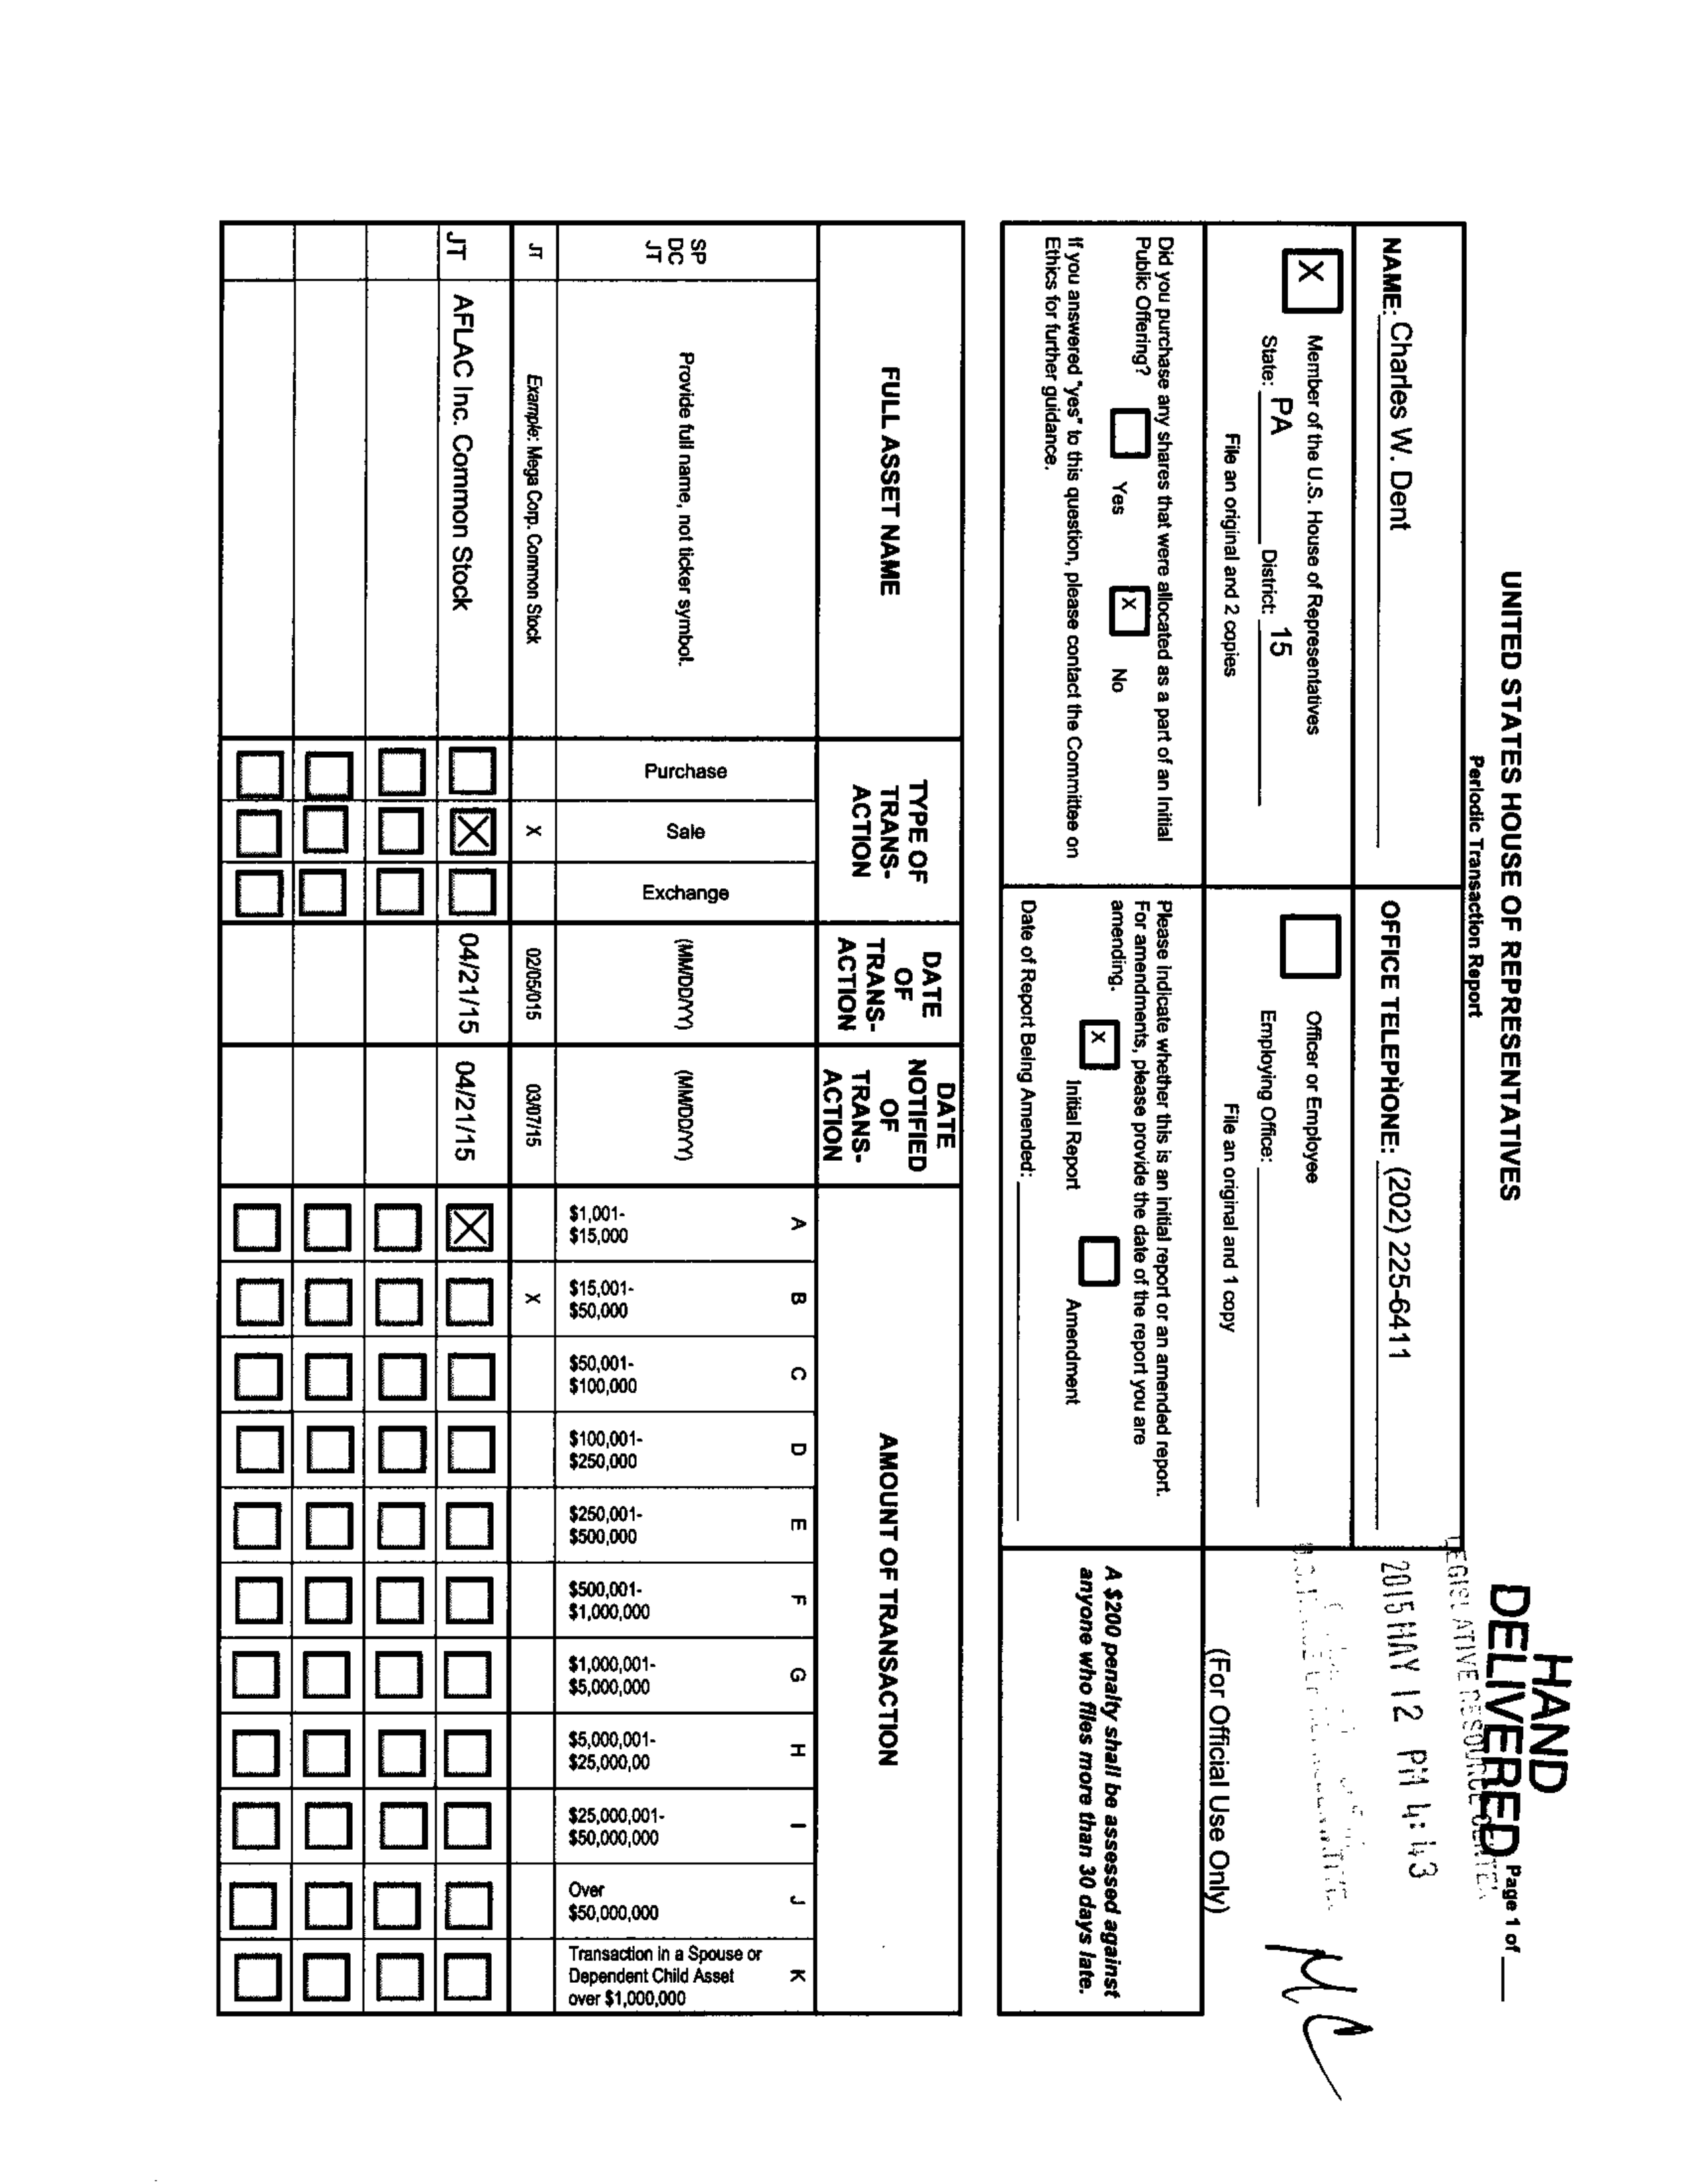 UNITED STATES HOUSE OF REPRESENTATIVES
Periodic Transaction Report
HAND
DELIVERED
Page 1 of
LEGISLATIVE RESOURCE CENTER
2015 MAY 12 PM 4:43
MC
NAME: Charles W. Dent
OFFICE TELEPHONE: (202) 225-6411
X Member of the U.S. House of Representatives
State: PA District: 15
File an original and 2 copies
Officer or Employee
Employing Office:
File an original and 1 copy
(For Official Use Only)
Did you purchase any shares that were allocated as a part of an Initial
Public Offering?
Yes X No
If you answered "yes" to this question, please contact the Committee on
Ethics for further guidance.
Please indicate whether this is an initial report or an amended report.
For amendments, please provide the date of the report you are
amending.
X Initial Report Amendment
Date of Report Being Amended:
A $200 penalty shall be assessed against
anyone who files more than 30 days late.
FULL ASSET NAME
TYPE OF
TRANS-
ACTION
DATE
OF
TRANS-
ACTION
DATE
NOTIFIED
OF
TRANS-
ACTION
AMOUNT OF TRANSACTION
SP
DC
JT
Provide full name, not ticker symbol.
Purchase
Sale
Exchange
(MM/DD/YY)
(MM/DD/YY)
A
$1,001-
$15,000
B
$15,001-
$50,000
C
$50,001-
$100,000
D
$100,001-
$250,000
E
$250,001-
$500,000
F
$500,001-
$1,000,000
G
$1,000,001-
$5,000,000
H
$5,000,001-
$25,000,00
I
$25,000,001-
$50,000,000
J
Over
$50,000,000
K
Transaction in a Spouse or
Dependent Child Asset
over $1,000,000
JT Example: Mega Corp. Common Stock X 02/05/015 03/07/15 X
JT AFLAC Inc. Common Stock X 04/21/15 04/21/15 X